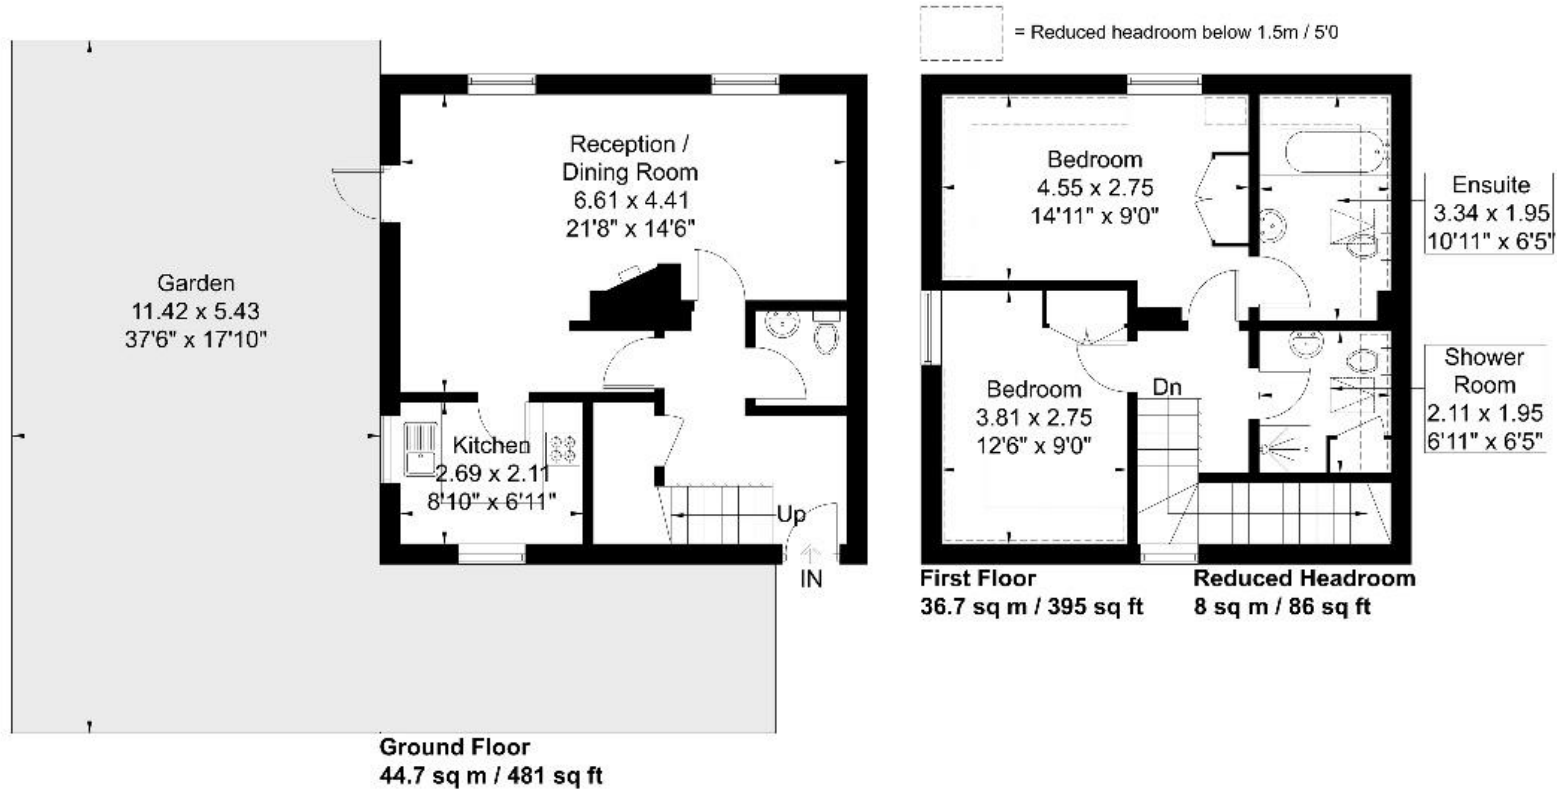 = Reduced headroom below 1.5m / 5'0
Reception /
Dining Room
6.61 x 4.41
21'8" x 14'6"
Garden
11.42 x 5.43
37'6" x 17'10"
Kitchen
2.69 x 2.11
8'10" x 6'11"
Up
IN
Ground Floor
44.7 sq m / 481 sq ft
Bedroom
4.55 x 2.75
14'11" x 9'0"
Ensuite
3.34 x 1.95
10'11" x 6'5"
Bedroom
3.81 x 2.75
12'6" x 9'0"
Dn
Shower
Room
2.11 x 1.95
6'11" x 6'5"
First Floor
36.7 sq m / 395 sq ft
Reduced Headroom
8 sq m / 86 sq ft